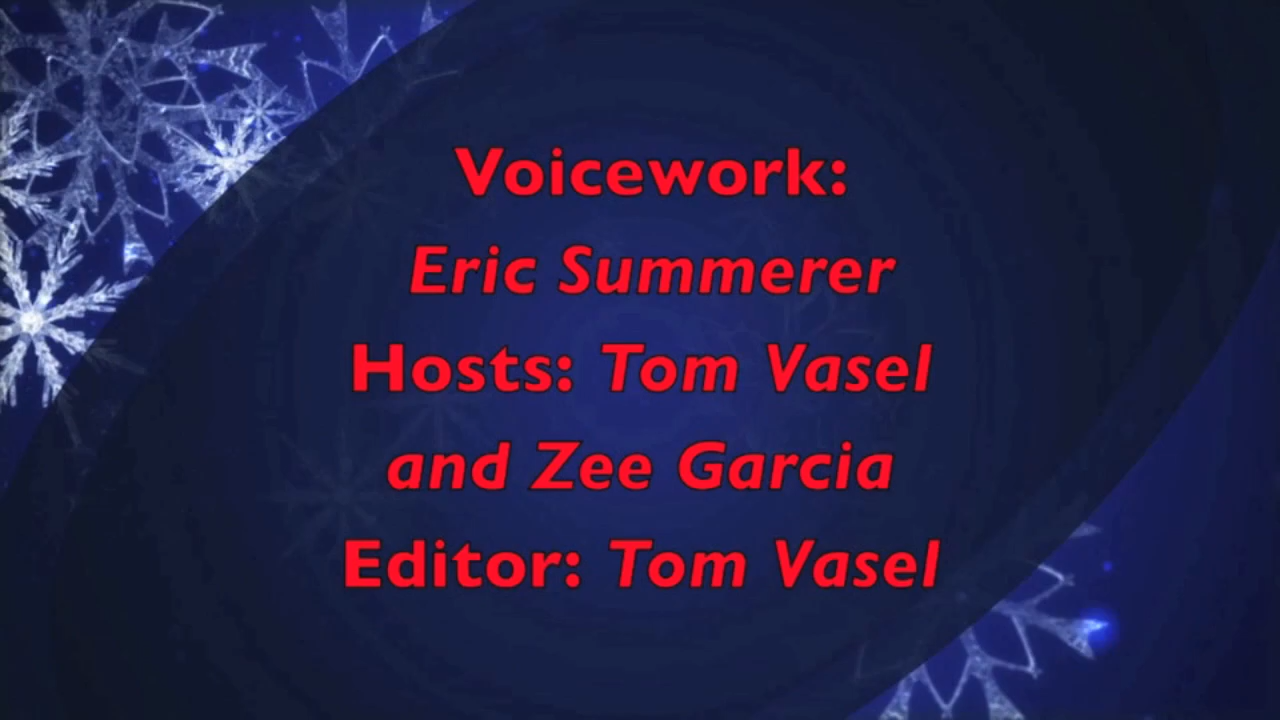 Voicework:
Eric Summerer
Hosts: Tom Vasel
and Zee Garcia
Editor: Tom Vasel